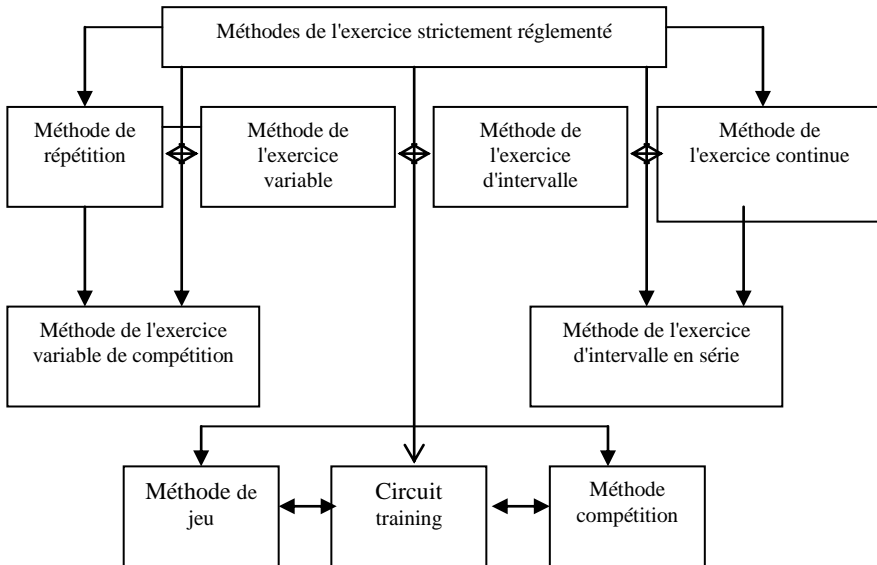 Méthodes de l'exercice strictement réglementé
Méthode de
répétition
Méthode de
l'exercice
variable
Méthode de
l'exercice
d'intervalle
Méthode de
l'exercice continue
Méthode de l'exercice
variable de compétition
Méthode de l'exercice
d'intervalle en série
Méthode de
jeu
Circuit
training
Méthode
compétition